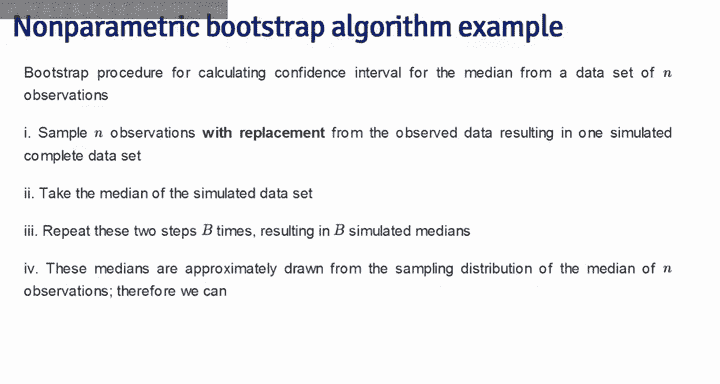 Nonparametric bootstrap algorithm example
Bootstrap procedure for calculating confidence interval for the median from a data set of n
observations
i. Sample n observations with replacement from the observed data resulting in one simulated
complete data set
ii. Take the median of the simulated data set
iii. Repeat these two steps B times, resulting in B simulated medians
iv. These medians are approximately drawn from the sampling distribution of the median of n
observations; therefore we can